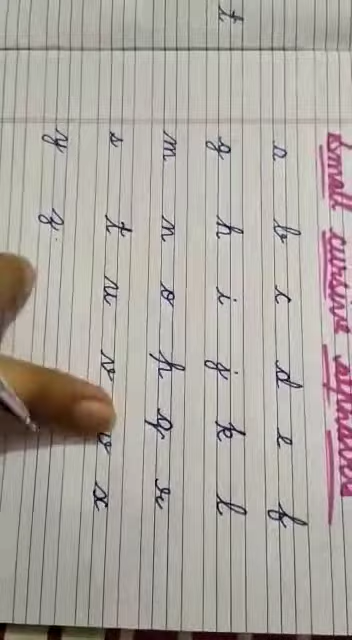 t
Small cursive alphabets
a b c d e f
g h i j k l
m n o p q r
s t u v x
y z